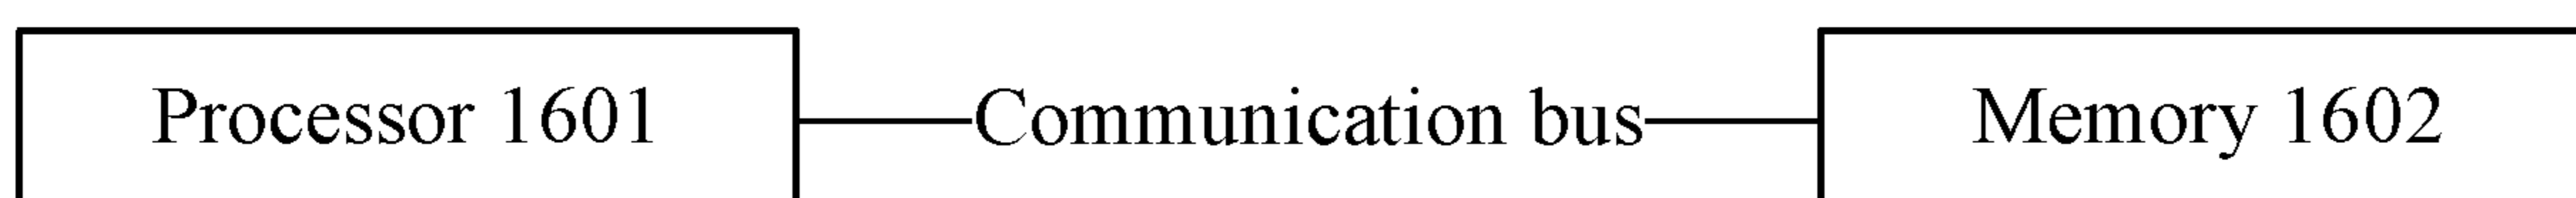 Processor 1601 Communication bus Memory 1602